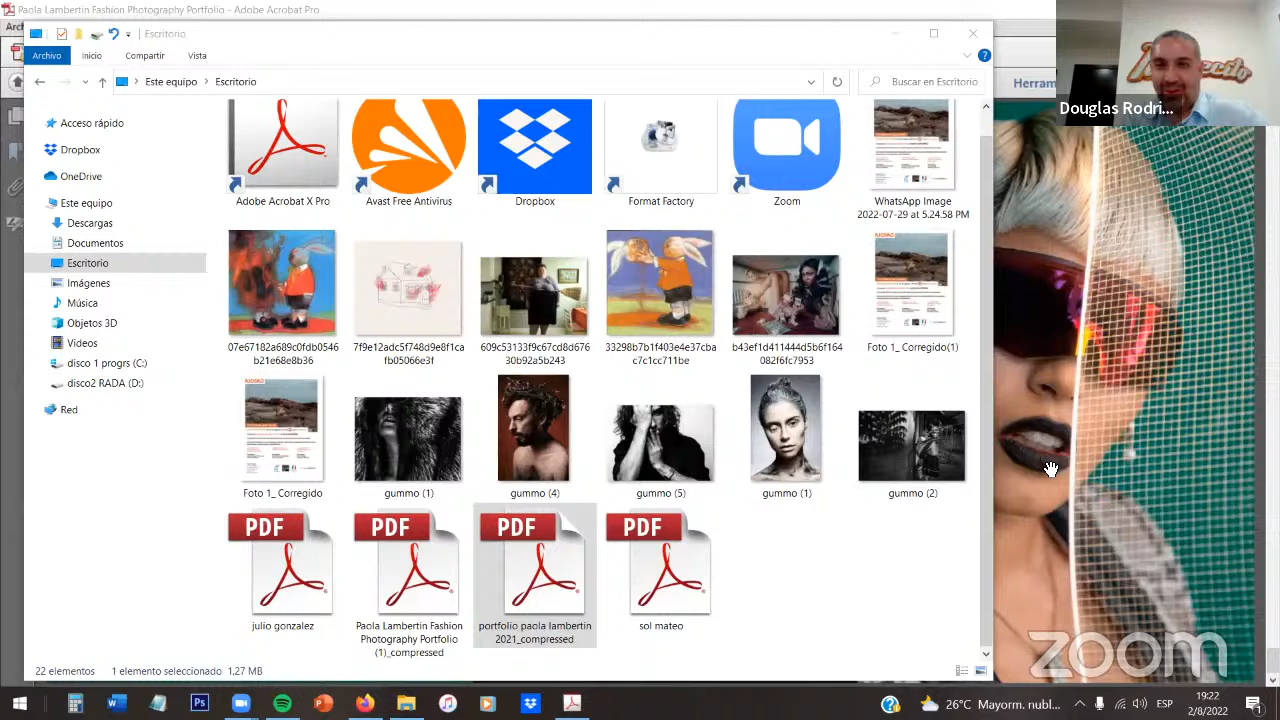 Paola Lambertin Fashion Photography Portfolio - Adobe Acrobat Pro
Escritorio
Archivo
Inicio
Compartir
Vista
Este equipo > Escritorio
Buscar en Escritorio
Herram
Douglas Rodri...
Acceso rápido
Dropbox
OneDrive
Este equipo
Descargas
Documentos
Escritorio
Imágenes
Música
Objetos 3D
Vídeos
disco 1 progrs (C:)
disco2 RADA (D:)
Red
Adobe Acrobat X Pro
Avast Free Antivirus
Dropbox
Format Factory
Zoom
WhatsApp Image
2022-07-29 at 5.24.58 PM
07e67182a689c0fdb0546
b21e68e8b36
7f9e12adc5f748d9e8f1ca
fb05066e3f
609c53133f9c67cd8d676
30b92a5b243
33298b7b1f403e4e37cba
c7c1cc711be
b43ef1d411444d5b6f164
082f6fc7953
Foto 1_ Corregido(1)
Foto 1_ Corregido
gummo (1)
gummo (4)
gummo (5)
gummo (1)
gummo (2)
PDF
PDF
PDF
PDF
julio gonzalez
Paola Lambertin Fashion
Photography Portfolio
(1)_compressed
portfolio paola lambertin
2021_compressed
sol mateo
22 elementos
1 elemento seleccionado 1,27 MB
zoom
26°C Mayorm. nubl...
ESP
19:22
2/8/2022